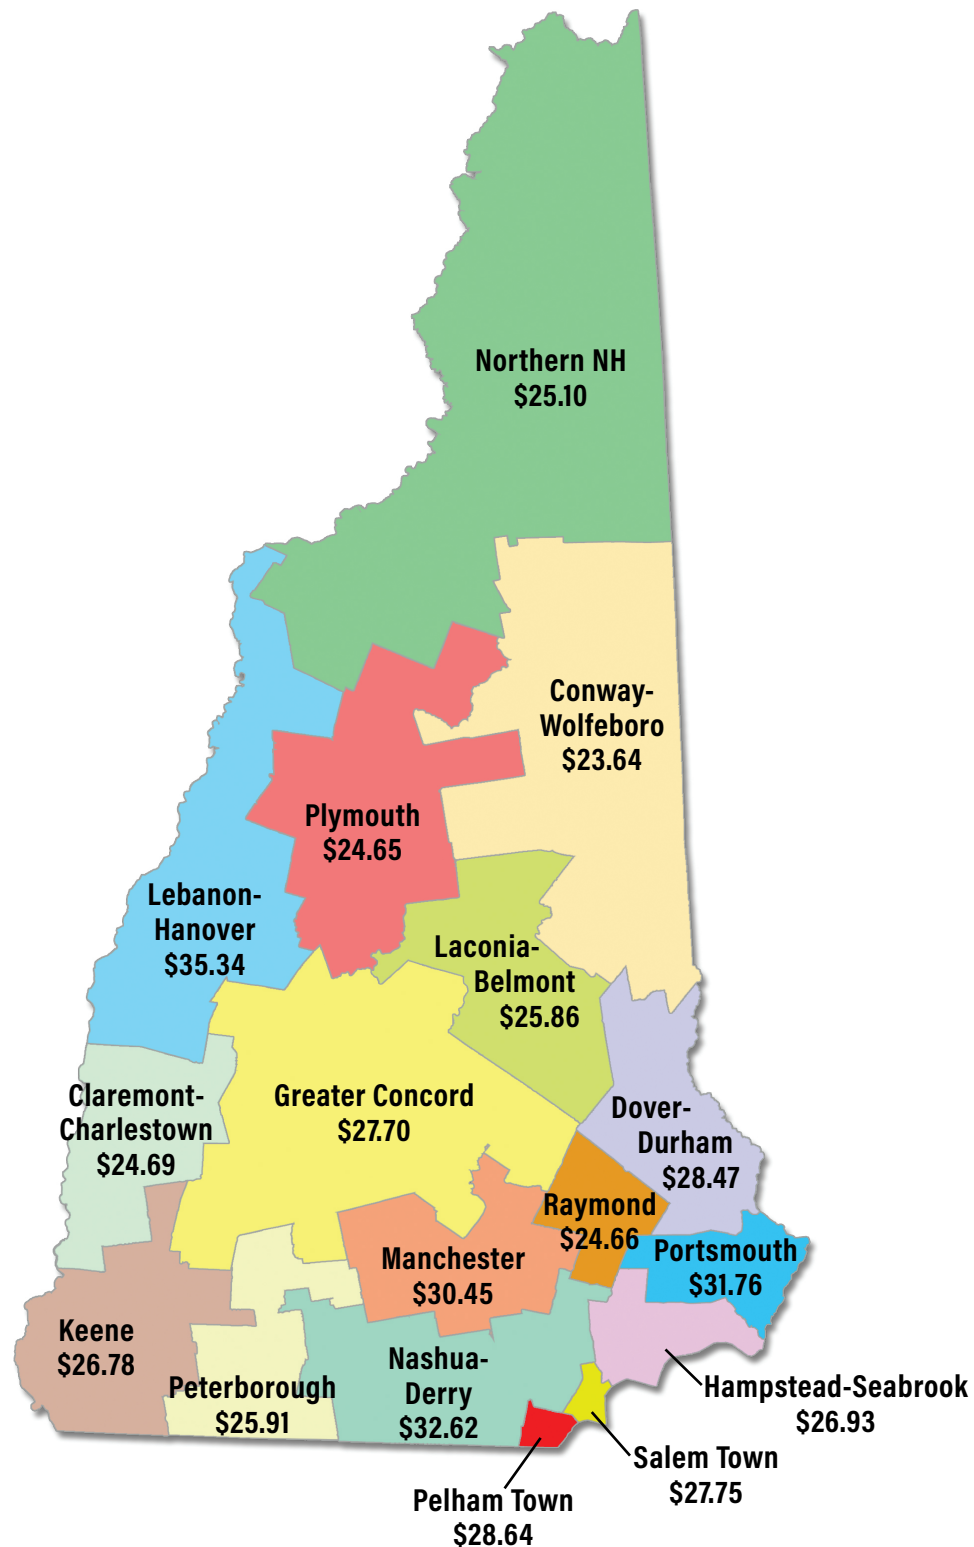 Northern NH
$25.10
Conway-
Wolfeboro
$23.64
Plymouth
$24.65
Lebanon-
Hanover
$35.34
Laconia-
Belmont
$25.86
Claremont-
Charlestown
$24.69
Greater Concord
$27.70
Dover-
Durham
$28.47
Raymond
$24.66
Portsmouth
$31.76
Manchester
$30.45
Keene
$26.78
Peterborough
$25.91
Nashua-
Derry
$32.62
Hampstead-Seabrook
$26.93
Salem Town
$27.75
Pelham Town
$28.64